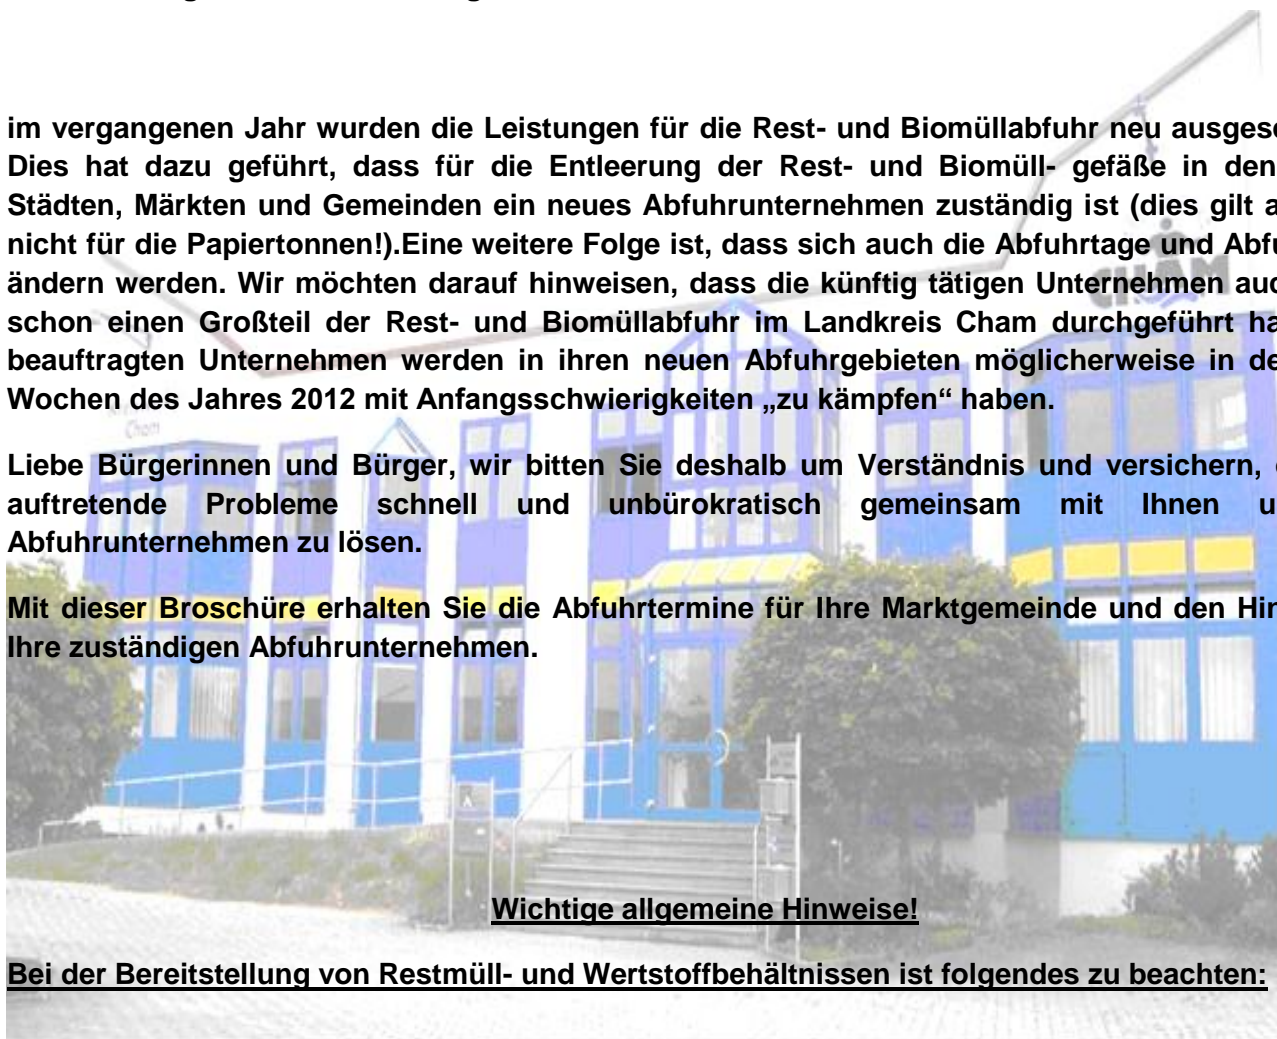 im vergangenen Jahr wurden die Leistungen für die Rest- und Biomüllabfuhr neu
Dies hat dazu geführt, dass für die Entleerung der Rest- und Biomüll- gefäße in den
Städten, Märkten und Gemeinden ein neues Abfuhrunternehmen zuständig ist (dies gilt
nicht für die Papiertonnen!).Eine weitere Folge ist, dass sich auch die Abfuhrtage und
ändern werden. Wir möchten darauf hinweisen, dass die künftig tätigen Unternehmen
schon einen Großteil der Rest- und Biomüllabfuhr im Landkreis Cham durchgeführt
beauftragten Unternehmen werden in ihren neuen Abfuhrgebieten möglicherweise in
Wochen des Jahres 2012 mit Anfangsschwierigkeiten „zu kämpfen“ haben.
Liebe Bürgerinnen und Bürger, wir bitten Sie deshalb um Verständnis und versichern,
auftretende Probleme schnell und unbürokratisch gemeinsam mit Ihnen
Abfuhrunternehmen zu lösen.
Mit dieser Broschüre erhalten Sie die Abfuhrtermine für Ihre Marktgemeinde und den
Ihre zuständigen Abfuhrunternehmen.
Wichtige allgemeine Hinweise!
Bei der Bereitstellung von Restmüll- und Wertstoffbehältnissen ist folgendes zu beachten:
CHAM
Cham